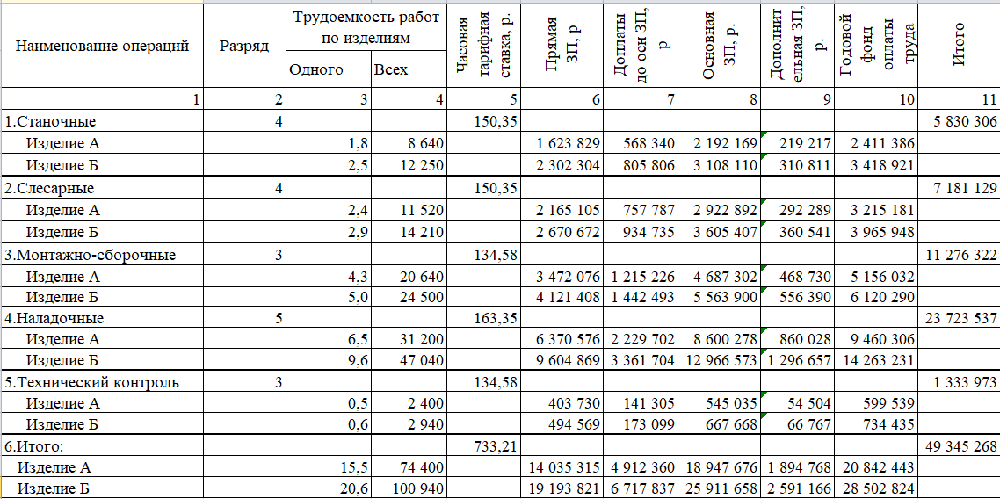 Наименование операций Разряд Трудоемкость работ по изделиям Часовая тарифная ставка, р. Прямая ЗП, р Доплаты до осн ЗП, р Основная ЗП, р. Дополнит ельная ЗП, р. Годовой фонд оплаты труда Итого
Одного Всех
1 2 3 4 5 6 7 8 9 10 11
1.Станочные 4 150,35 5 830 306
Изделие А 1,8 8 640 1 623 829 568 340 2 192 169 219 217 2 411 386
Изделие Б 2,5 12 250 2 302 304 805 806 3 108 110 310 811 3 418 921
2.Слесарные 4 150,35 7 181 129
Изделие А 2,4 11 520 2 165 105 757 787 2 922 892 292 289 3 215 181
Изделие Б 2,9 14 210 2 670 672 934 735 3 605 407 360 541 3 965 948
3.Монтажно-сборочные 3 134,58 11 276 322
Изделие А 4,3 20 640 3 472 076 1 215 226 4 687 302 468 730 5 156 032
Изделие Б 5,0 24 500 4 121 408 1 442 493 5 563 900 556 390 6 120 290
4.Наладочные 5 163,35 23 723 537
Изделие А 6,5 31 200 6 370 576 2 229 702 8 600 278 860 028 9 460 306
Изделие Б 9,6 47 040 9 604 869 3 361 704 12 966 573 1 296 657 14 263 231
5.Технический контроль 3 134,58 1 333 973
Изделие А 0,5 2 400 403 730 141 305 545 035 54 504 599 539
Изделие Б 0,6 2 940 494 569 173 099 667 668 66 767 734 435
6.Итого: 733,21 49 345 268
Изделие А 15,5 74 400 14 035 315 4 912 360 18 947 676 1 894 768 20 842 443
Изделие Б 20,6 100 940 19 193 821 6 717 837 25 911 658 2 591 166 28 502 824